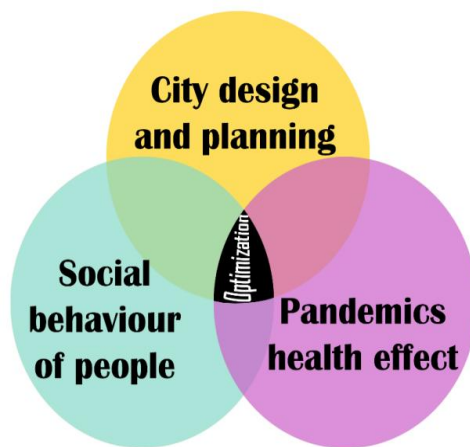 City design
and planning
Optimization
Social
behaviour
of people
Pandemics
health effect